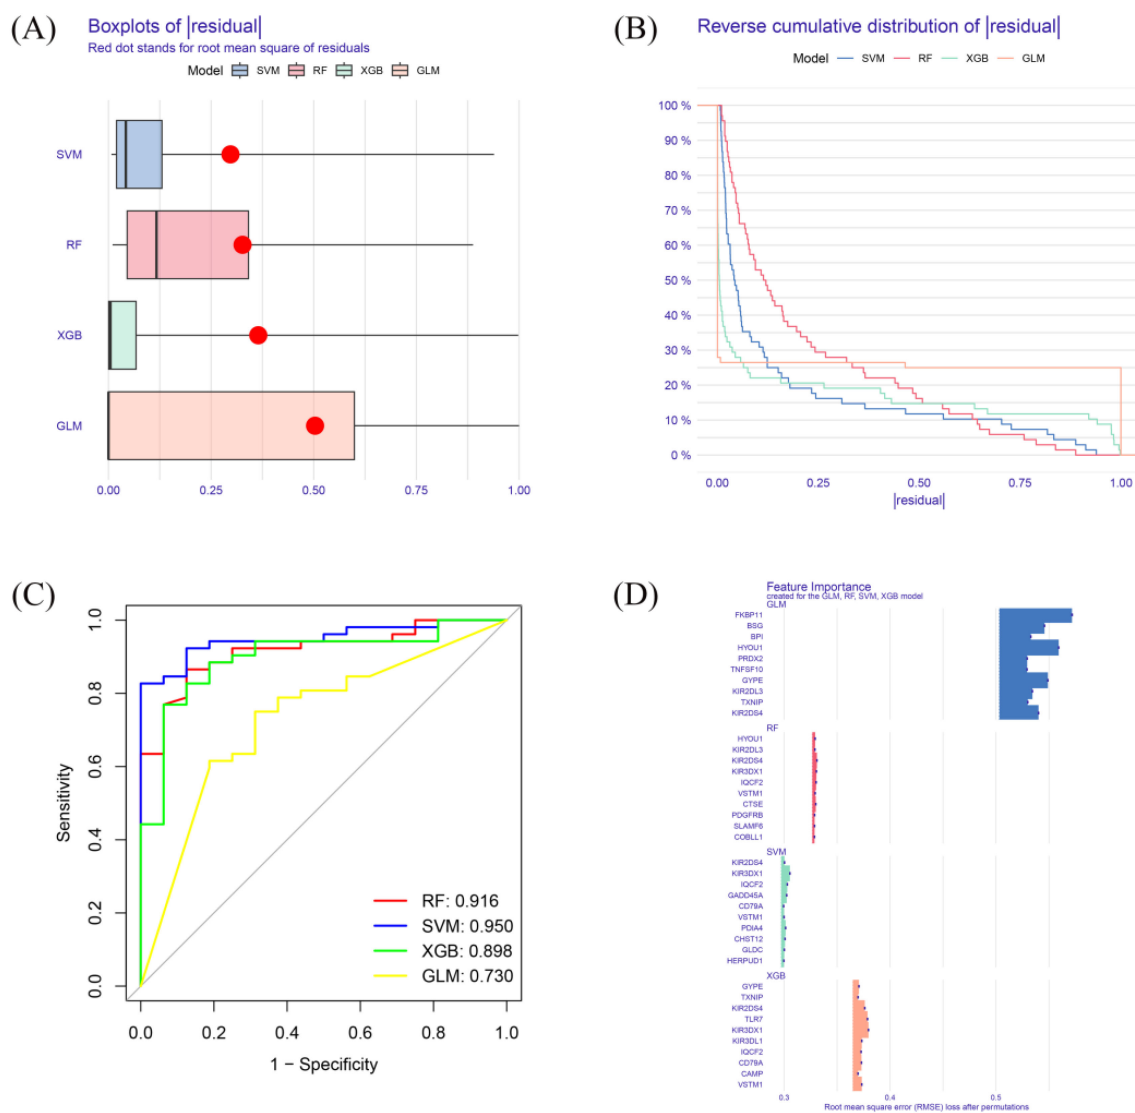 (A)
Boxplots of |residual|
Red dot stands for root mean square of residuals
Model SVM RF XGB GLM
SVM
RF
XGB
GLM
0.00 0.25 0.50 0.75 1.00
(B)
Reverse cumulative distribution of |residual|
Model SVM RF XGB GLM
100 %
90 %
80 %
70 %
60 %
50 %
40 %
30 %
20 %
10 %
0 %
0.00 0.25 0.50 0.75 1.00
|residual|
(C)
Sensitivity
1.0
0.8
0.6
0.4
0.2
0.0
RF: 0.916
SVM: 0.950
XGB: 0.898
GLM: 0.730
0.0 0.2 0.4 0.6 0.8 1.0
1 − Specificity
(D)
Feature Importance
created for the GLM, RF, SVM, XGB model
GLM
FKBP11
BSG
BPI
HYOU1
PRDX2
TNFSF10
GYPE
KIR2DL3
TXNIP
KIR2DS4
RF
HYOU1
KIR2DL3
KIR2DS4
KIR3DX1
IQCF2
VSTM1
CTSE
PDGFRB
SLAMF6
COBLL1
SVM
KIR2DS4
KIR3DX1
IQCF2
GADD45A
CD79A
VSTM1
PDIA4
CHST12
GLDC
HERPUD1
XGB
GYPE
TXNIP
KIR2DS4
TLR7
KIR3DX1
KIR3DL1
IQCF2
CD79A
CAMP
VSTM1
0.3 0.4 0.5
Root mean square error (RMSE) loss after permutations